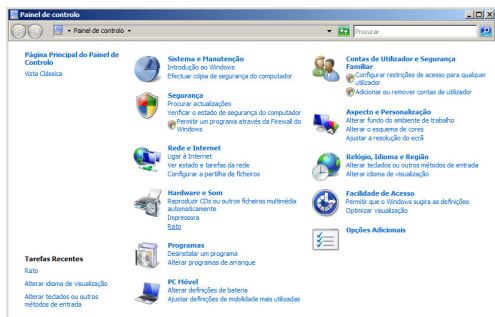 Painel de controlo
Painel de controlo
Procurar
Página Principal do Painel de
Controlo
Vista Clássica
Sistema e Manutenção
Introdução ao Windows
Efectuar cópia de segurança do computador
Segurança
Procurar actualizações
Verificar o estado de segurança do computador
Permitir um programa através da Firewall do
Windows
Rede e Internet
Ligar à Internet
Ver estado e tarefas da rede
Configurar a partilha de ficheiros
Hardware e Som
Reproduzir CDs ou outros ficheiros multimédia
automaticamente
Impressora
Rato
Programas
Desinstalar um programa
Alterar programas de arranque
PC Móvel
Alterar definições de bateria
Ajustar definições de mobilidade mais utilizadas
Contas de Utilizador e Segurança
Familiar
Configurar restrições de acesso para qualquer
utilizador
Adicionar ou remover contas de utilizador
Aspecto e Personalização
Alterar fundo do ambiente de trabalho
Alterar o esquema de cores
Ajustar a resolução do ecrã
Relógio, Idioma e Região
Alterar teclados ou outros métodos de entrada
Alterar idioma de visualização
Facilidade de Acesso
Permitir que o Windows sugira as definições
Optimizar visualização
Opções Adicionais
Tarefas Recentes
Rato
Alterar idioma de visualização
Alterar teclados ou outros
métodos de entrada